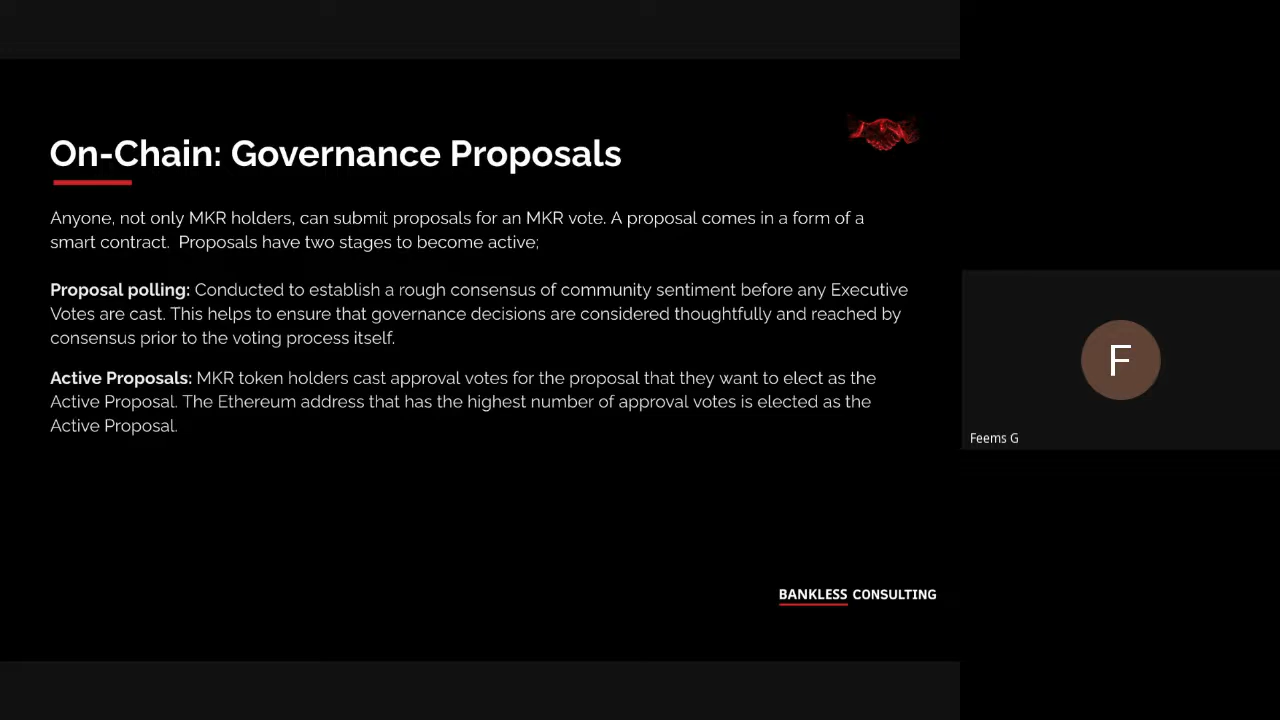 On-Chain: Governance Proposals
Anyone, not only MKR holders, can submit proposals for an MKR vote. A proposal comes in a form of a
smart contract.  Proposals have two stages to become active;
Proposal polling: Conducted to establish a rough consensus of community sentiment before any Executive
Votes are cast. This helps to ensure that governance decisions are considered thoughtfully and reached by
consensus prior to the voting process itself.
Active Proposals: MKR token holders cast approval votes for the proposal that they want to elect as the
Active Proposal. The Ethereum address that has the highest number of approval votes is elected as the
Active Proposal.
F
Feems G
BANKLESS CONSULTING